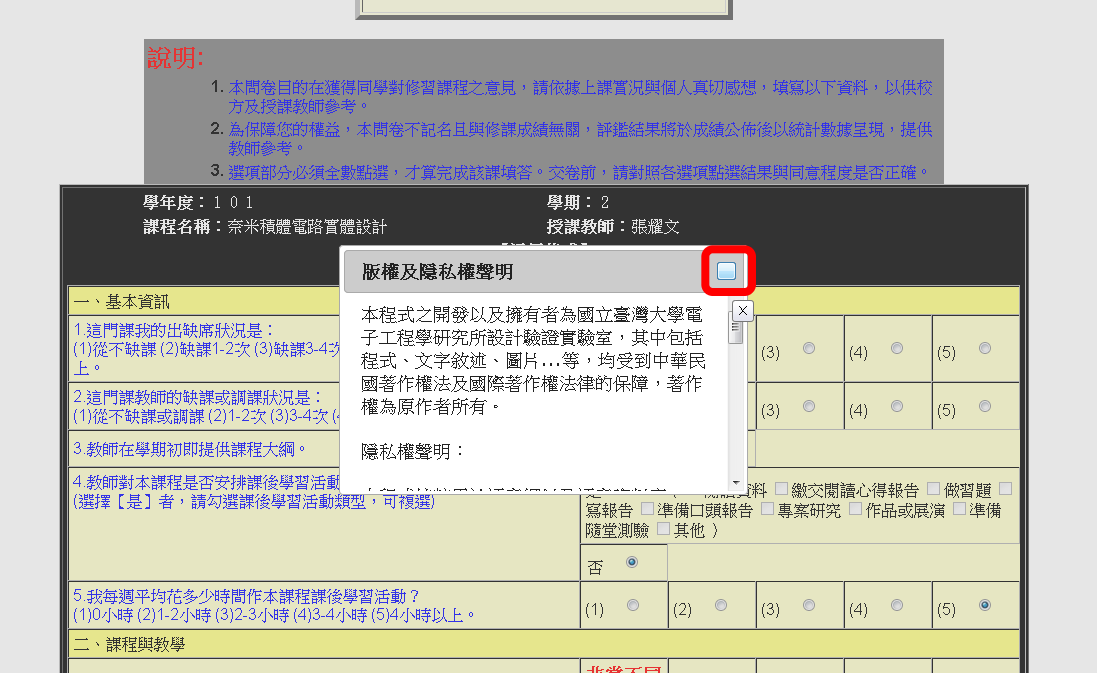 說明:
1. 本問卷目的在獲得同學對修習課程之意見，請依據上課實況與個人真切感想，填寫以下資料，以供校
方及授課教師參考。
2. 為保障您的權益，本問卷不記名且與修課成績無關，評鑑結果將於成績公佈後以統計數據呈現，提供
教師參考。
3. 選項部分必須全數點選，才算完成該課填答。交卷前，請對照各選項點選結果與同意程度是否正確。
學年度：１０１ 學期：２
課程名稱：奈米積體電路實體設計 授課教師：張耀文
版權及隱私權聲明
本程式之開發以及擁有者為國立臺灣大學電
子工程學研究所設計驗證實驗室，其中包括
程式、文字敘述、圖片...等，均受到中華民
國著作權法及國際著作權法律的保障，著作
權為原作者所有。
隱私權聲明：
一、基本資訊
1.這門課我的出缺席狀況是：
(1)從不缺課 (2)缺課1-2次 (3)缺課3-4次
上。
(3) (4) (5)
2.這門課教師的缺課或調課狀況是：
(1)從不缺課或調課 (2)1-2次 (3)3-4次
(3) (4) (5)
3.教師在學期初即提供課程大綱。
4.教師對本課程是否安排課後學習活動
(選擇【是】者，請勾選課後學習活動類型，可複選)
料 繳交閱讀心得報告 做習題
寫報告 準備口頭報告 專案研究 作品或展演 準備
隨堂測驗 其他 ）
否
5.我每週平均花多少時間作本課程課後學習活動？
(1)0小時 (2)1-2小時 (3)2-3小時 (4)3-4小時 (5)4小時以上。
(1) (2) (3) (4) (5)
二、課程與教學
非常不同